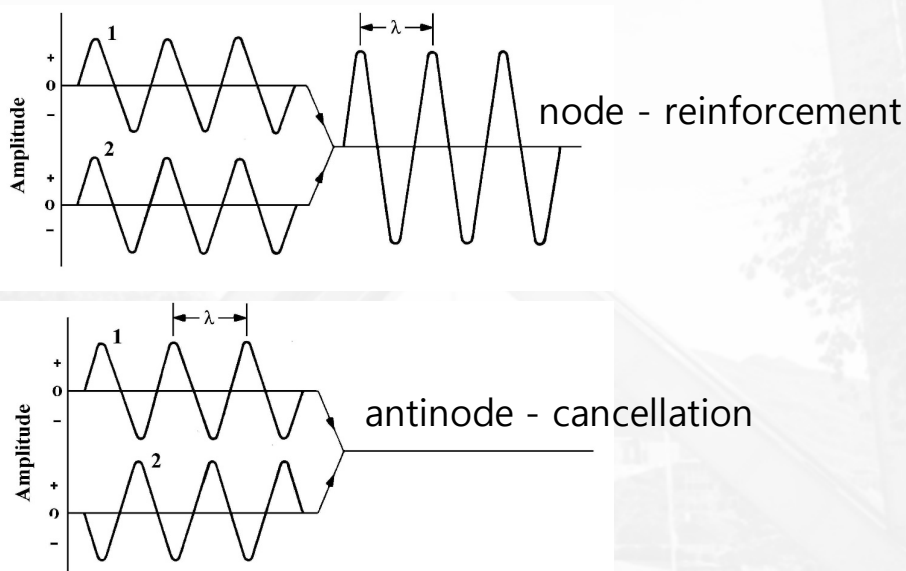 λ
1
+
0
−
2
+
0
−
Amplitude
node - reinforcement
λ
1
+
0
−
2
+
0
−
Amplitude
antinode - cancellation